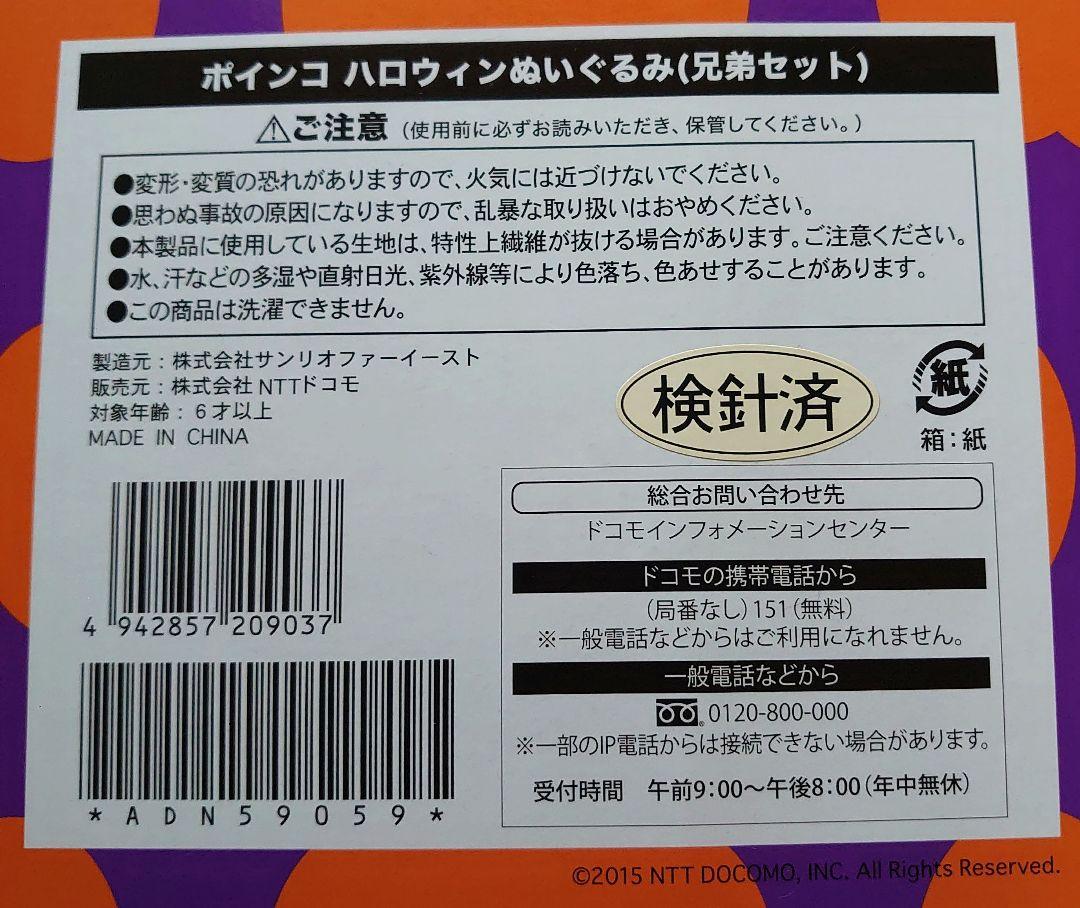 ポインコ ハロウィンぬいぐるみ(兄弟セット)
⚠ご注意（使用前に必ずお読みいただき、保管してください。）
●変形・変質の恐れがありますので、火気には近づけないでください。
●思わぬ事故の原因になりますので、乱暴な取り扱いはおやめください。
●本製品に使用している生地は、特性上繊維が抜ける場合があります。ご注意ください。
●水、汗などの多湿や直射日光、紫外線等により色落ち、色あせすることがあります。
●この商品は洗濯できません。
製造元：株式会社サンリオファーイースト
販売元：株式会社NTTドコモ
対象年齢：6才以上
MADE IN CHINA
検針済
紙
箱：紙
4 942857 209037
*ADN59059*
総合お問い合わせ先
ドコモインフォメーションセンター
ドコモの携帯電話から
（局番なし）151（無料）
※一般電話などからはご利用になれません。
一般電話などから
0120-800-000
※一部のIP電話からは接続できない場合があります。
受付時間 午前9:00～午後8:00（年中無休）
©2015 NTT DOCOMO, INC. All Rights Reserved.